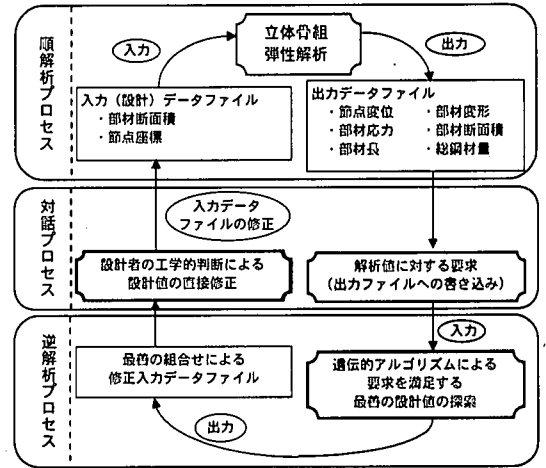 順解析プロセス
立体骨組
弾性解析
入力
出力
入力（設計）データファイル
・部材断面積
・節点座標
出力データファイル
・節点変位 ・部材変形
・部材応力 ・部材断面積
・部材長 ・総鋼材量
対話プロセス
入力データ
ファイルの修正
設計者の工学的判断による
設計値の直接修正
解析値に対する要求
（出力ファイルへの書き込み）
逆解析プロセス
入力
最善の組合せによる
修正入力データファイル
遺伝的アルゴリズムによる
要求を満足する
最善の設計値の探索
出力